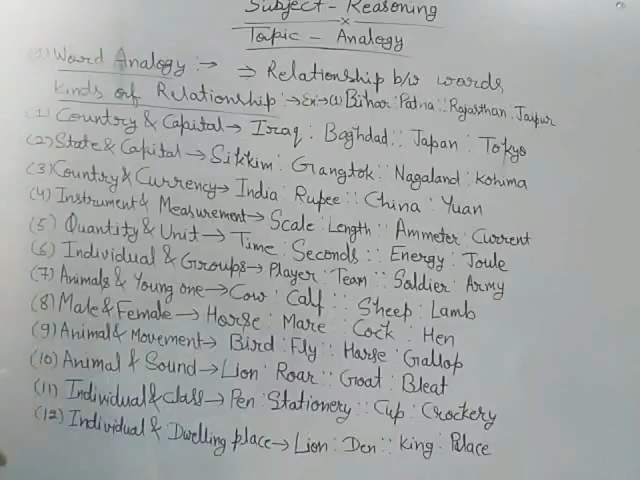 Subject - Reasoning
x
Topic - Analogy
(1) Word Analogy :→ ⇒ Relationship b/w words
Kinds of Relationship :→ Ex→(1) Bihar : Patna :: Rajasthan : Jaipur
(1) Country & Capital → Iraq : Baghdad :: Japan : Tokyo
(2) State & Capital → Sikkim : Gangtok :: Nagaland : Kohima
(3) Country & Currency → India : Rupee :: China : Yuan
(4) Instrument & Measurement → Scale : Length :: Ammeter : Current
(5) Quantity & Unit → Time : Seconds :: Energy : Joule
(6) Individual & Groups → Player : Team :: Saldier : Army
(7) Animals & Young one → Cow : Calf :: Sheep : Lamb
(8) Male & Female → Horse : Mare :: Cock : Hen
(9) Animal & Movement → Bird : Fly :: Harse : Gallop
(10) Animal & Sound → Lion : Roar :: Goat : Bleat
(11) Individual & Class → Pen : Stationery :: Cup : Crockery
(12) Individual & Dwelling place → Lion : Den :: King : Palace